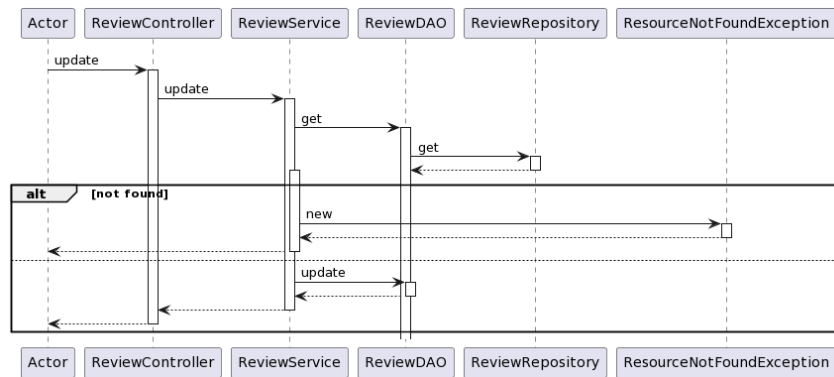 Actor ReviewController ReviewService ReviewDAO ReviewRepository ResourceNotFoundException
update
update
get
get
alt [not found]
new
update
Actor ReviewController ReviewService ReviewDAO ReviewRepository ResourceNotFoundException